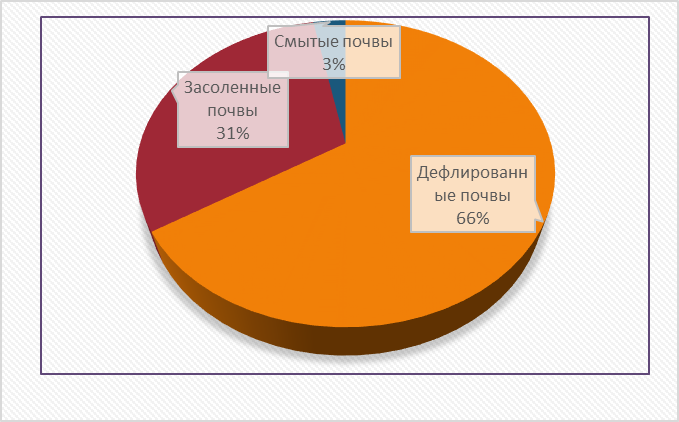 Смытые почвы
3%
Засоленные
почвы
31%
Дефлированн
ые почвы
66%